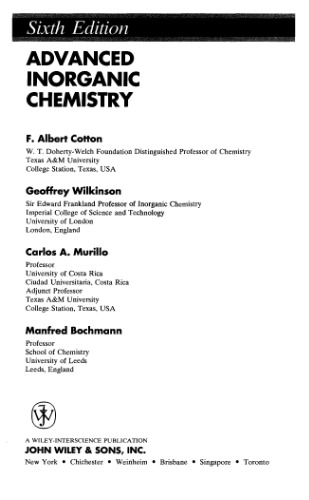 Sixth Edition
ADVANCED
INORGANIC
CHEMISTRY
F. Albert Cotton
W. T. Doherty-Welch Foundation Distinguished Professor of Chemistry
Texas A&M University
College Station, Texas, USA
Geoffrey Wilkinson
Sir Edward Frankland Professor of Inorganic Chemistry
Imperial College of Science and Technology
University of London
London, England
Carlos A. Murillo
Professor
University of Costa Rica
Ciudad Universitaria, Costa Rica
Adjunct Professor
Texas A&M University
College Station, Texas, USA
Manfred Bochmann
Professor
School of Chemistry
University of Leeds
Leeds, England
A WILEY-INTERSCIENCE PUBLICATION
JOHN WILEY & SONS, INC.
New York • Chichester • Weinheim • Brisbane • Singapore • Toronto